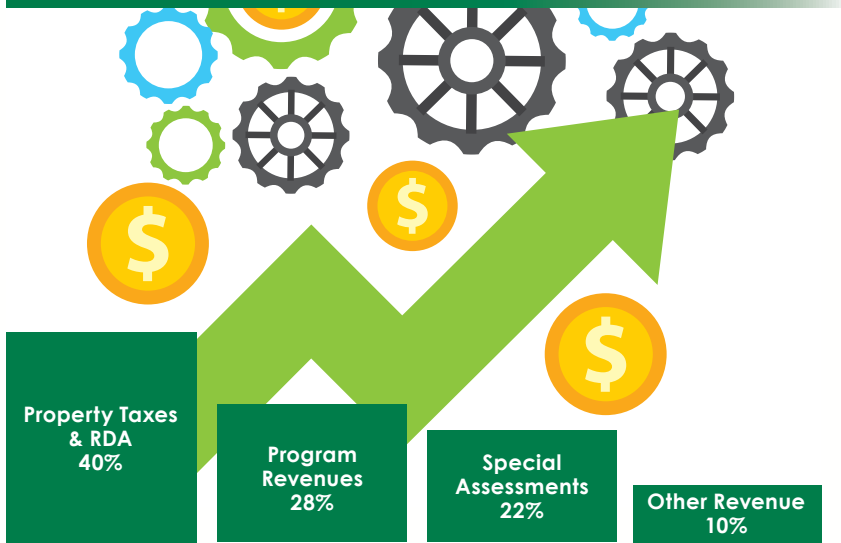 $
$
$
Property Taxes
& RDA
40%
Program
Revenues
28%
Special
Assessments
22%
Other Revenue
10%